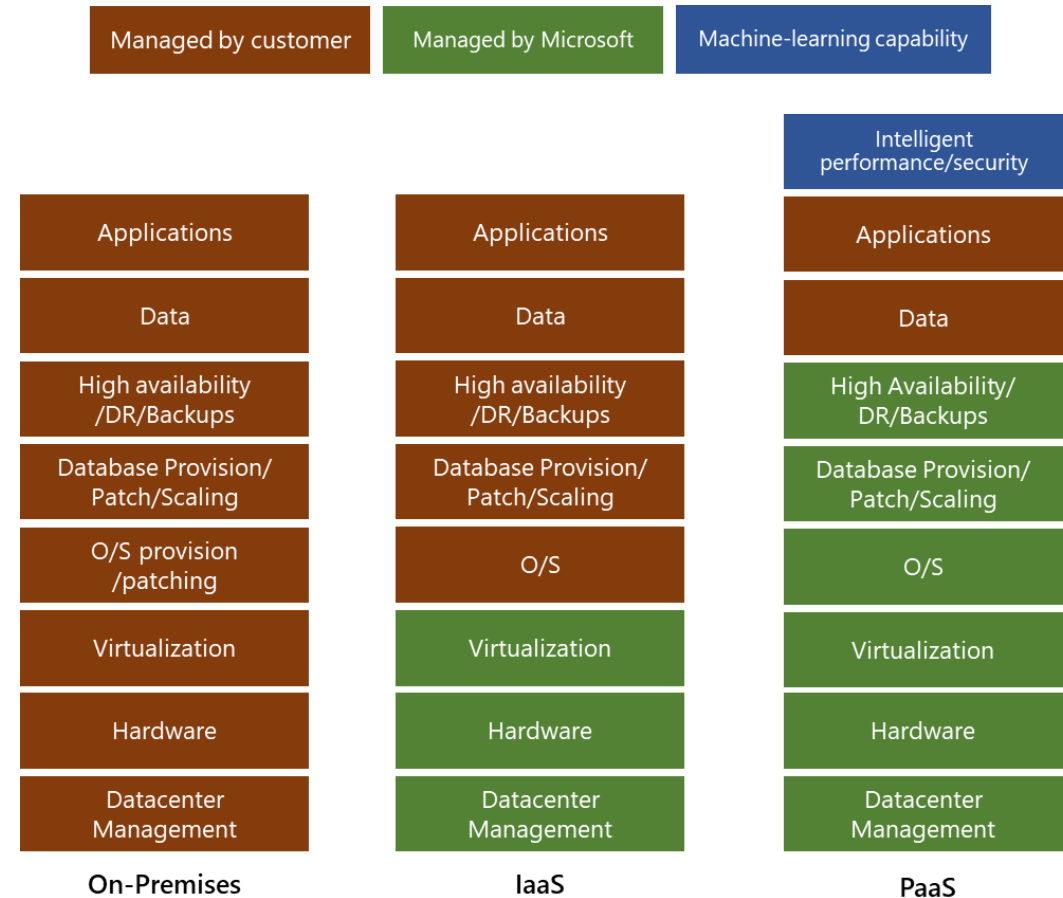 Managed by customer
Managed by Microsoft
Machine-learning capability
Intelligent
performance/security
Applications
Applications
Applications
Data
Data
Data
High availability
/DR/Backups
High availability
/DR/Backups
High Availability/
DR/Backups
Database Provision/
Patch/Scaling
Database Provision/
Patch/Scaling
Database Provision/
Patch/Scaling
O/S provision
/patching
O/S
O/S
Virtualization
Virtualization
Virtualization
Hardware
Hardware
Hardware
Datacenter
Management
Datacenter
Management
Datacenter
Management
On-Premises
IaaS
PaaS